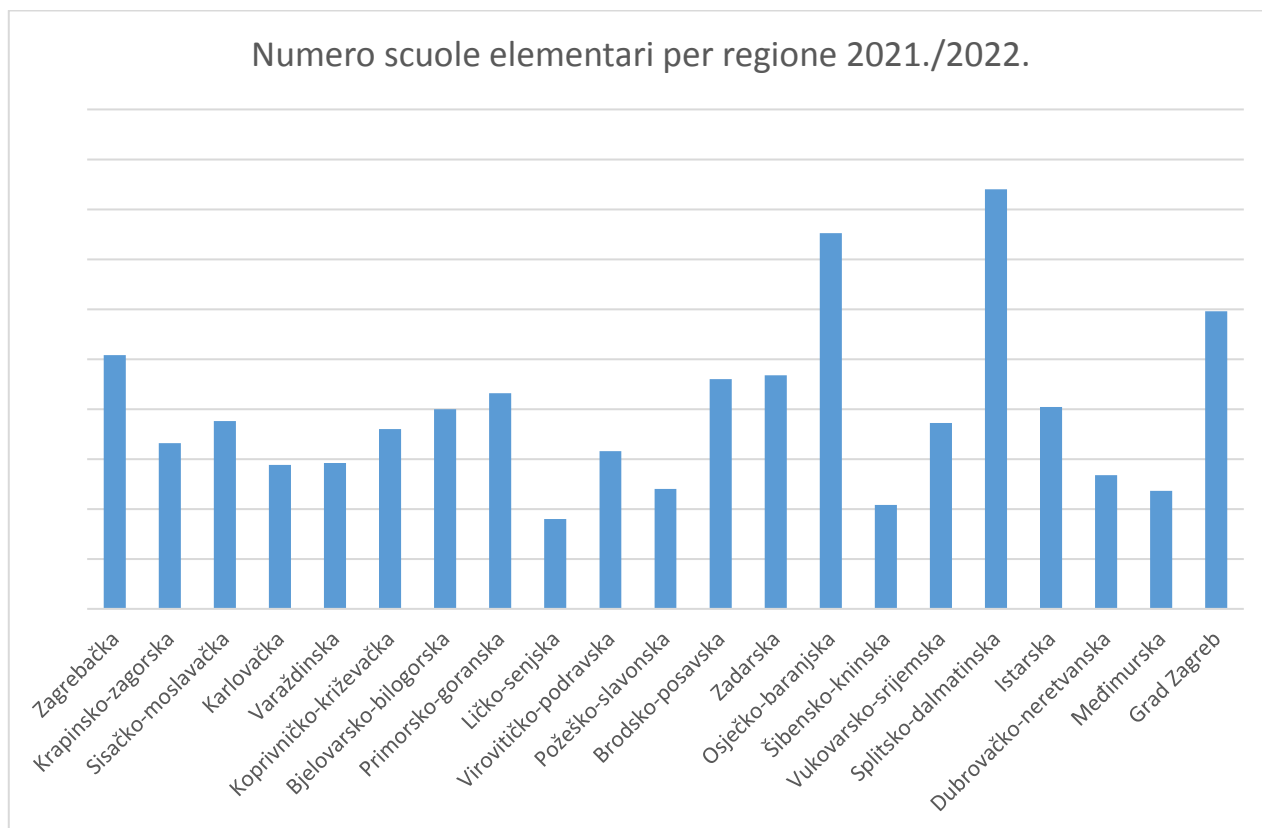 Numero scuole elementari per regione 2021./2022.
Zagrebačka
Krapinsko-zagorska
Sisačko-moslavačka
Karlovačka
Varaždinska
Koprivničko-križevačka
Bjelovarsko-bilogorska
Primorsko-goranska
Ličko-senjska
Virovitičko-podravska
Požeško-slavonska
Brodsko-posavska
Zadarska
Osječko-baranjska
Šibensko-kninska
Vukovarsko-srijemska
Splitsko-dalmatinska
Istarska
Dubrovačko-neretvanska
Međimurska
Grad Zagreb